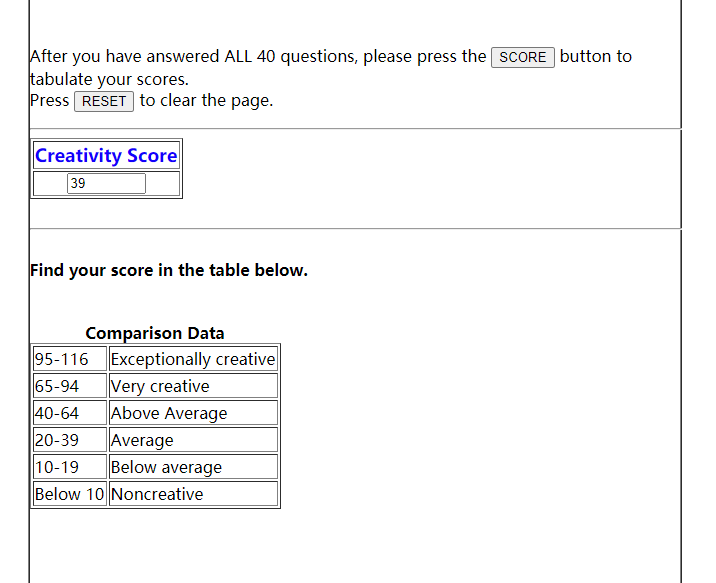 After you have answered ALL 40 questions, please press the SCORE button to
tabulate your scores.
Press RESET to clear the page.
Creativity Score
39
Find your score in the table below.
Comparison Data
95-116 Exceptionally creative
65-94 Very creative
40-64 Above Average
20-39 Average
10-19 Below average
Below 10 Noncreative